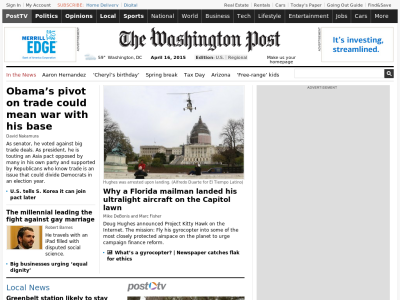 Sign In My Account SUBSCRIBE: Home Delivery Digital Real Estate Rentals Cars Today's Paper Going Out Guide Find&Save
PostTV Politics Opinions Local Sports National World Business Tech Lifestyle Entertainment Jobs More
MERRILL EDGE
The Washington Post
59° Washington, DC April 16, 2015 Edition: U.S. Regional Make us your homepage
It's investing, streamlined.
In the News Aaron Hernandez 'Cheryl's birthday' Spring break Tax Day Arizona 'Free-range' kids
Obama's pivot
on trade could
mean war with
his base
David Nakamura
As senator, he voted against big
trade deals. As president, he is
touting an Asia pact opposed by
many in his own party and supported
by Republicans who know trade is an
issue that could divide Democrats in
an election year.
U.S. tells S. Korea it can join
pact later
The millennial leading the
fight against gay marriage
Robert Barnes
He travels with an
iPad filled with
disputed social
science.
Big businesses urging 'equal
dignity'
Hughes was arrested upon landing. (Alfredo Duarte for El Tiempo Latino)
Why a Florida mailman landed his
ultralight aircraft on the Capitol
lawn
Mike DeBonis and Marc Fisher
Doug Hughes announced Project Kitty Hawk on the
Internet. The mission: Fly his gyrocopter into some
of the most closely protected airspace on the planet to urge
campaign finance reform.
What's a gyrocopter? | Newspaper catches flak
for ethics
ADVERTISEMENT
Local News
Greenbelt station likely to stay
posttv
ADVERTISEMENT